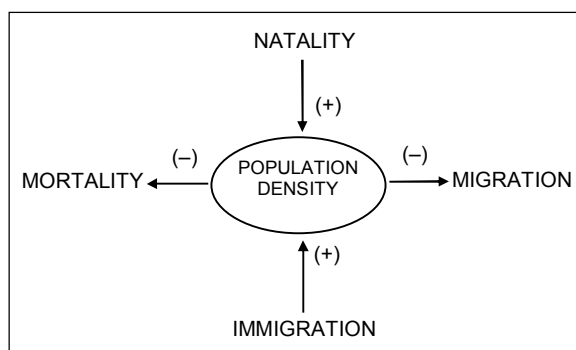 NATALITY
(+)
(–)
(–)
MORTALITY
POPULATION
DENSITY
MIGRATION
(+)
IMMIGRATION